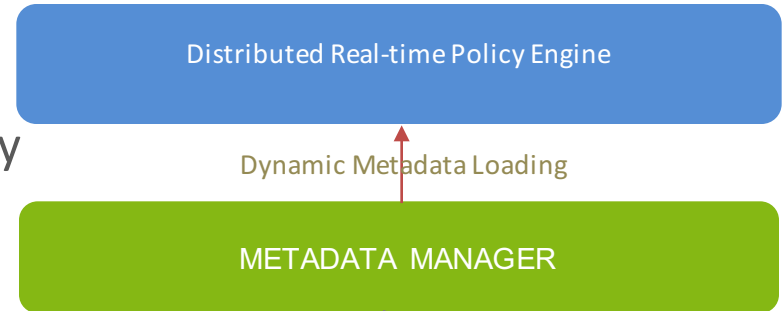 Distributed Real-time Policy Engine
y
Dynamic Metadata Loading
METADATA MANAGER